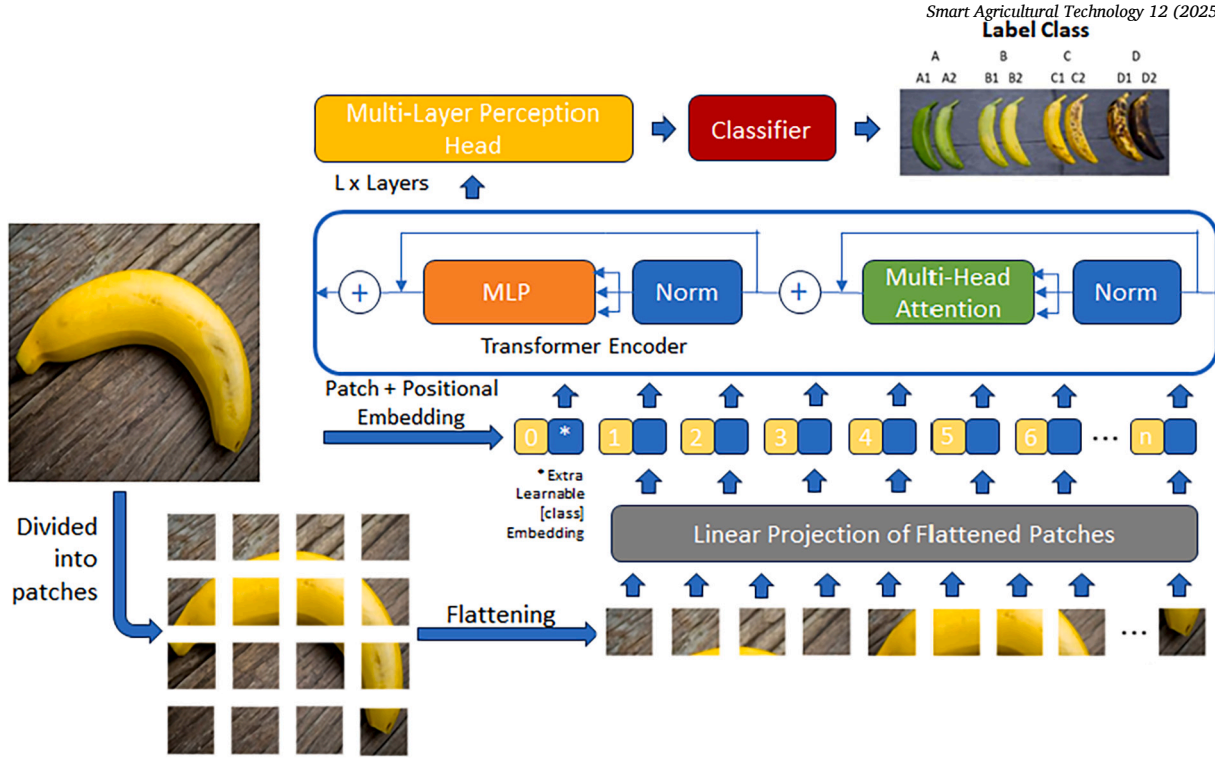 Smart Agricultural Technology 12 (2025
Label Class
A B C D
A1 A2 B1 B2 C1 C2 D1 D2
Multi-Layer Perception
Head
Classifier
L x Layers
+ MLP Norm + Multi-Head
Attention
Norm
Transformer Encoder
Patch + Positional
Embedding
0 * 1 2 3 4 5 6 ... n
* Extra
Learnable
[class]
Embedding
Linear Projection of Flattened Patches
Divided
into
patches
Flattening
...